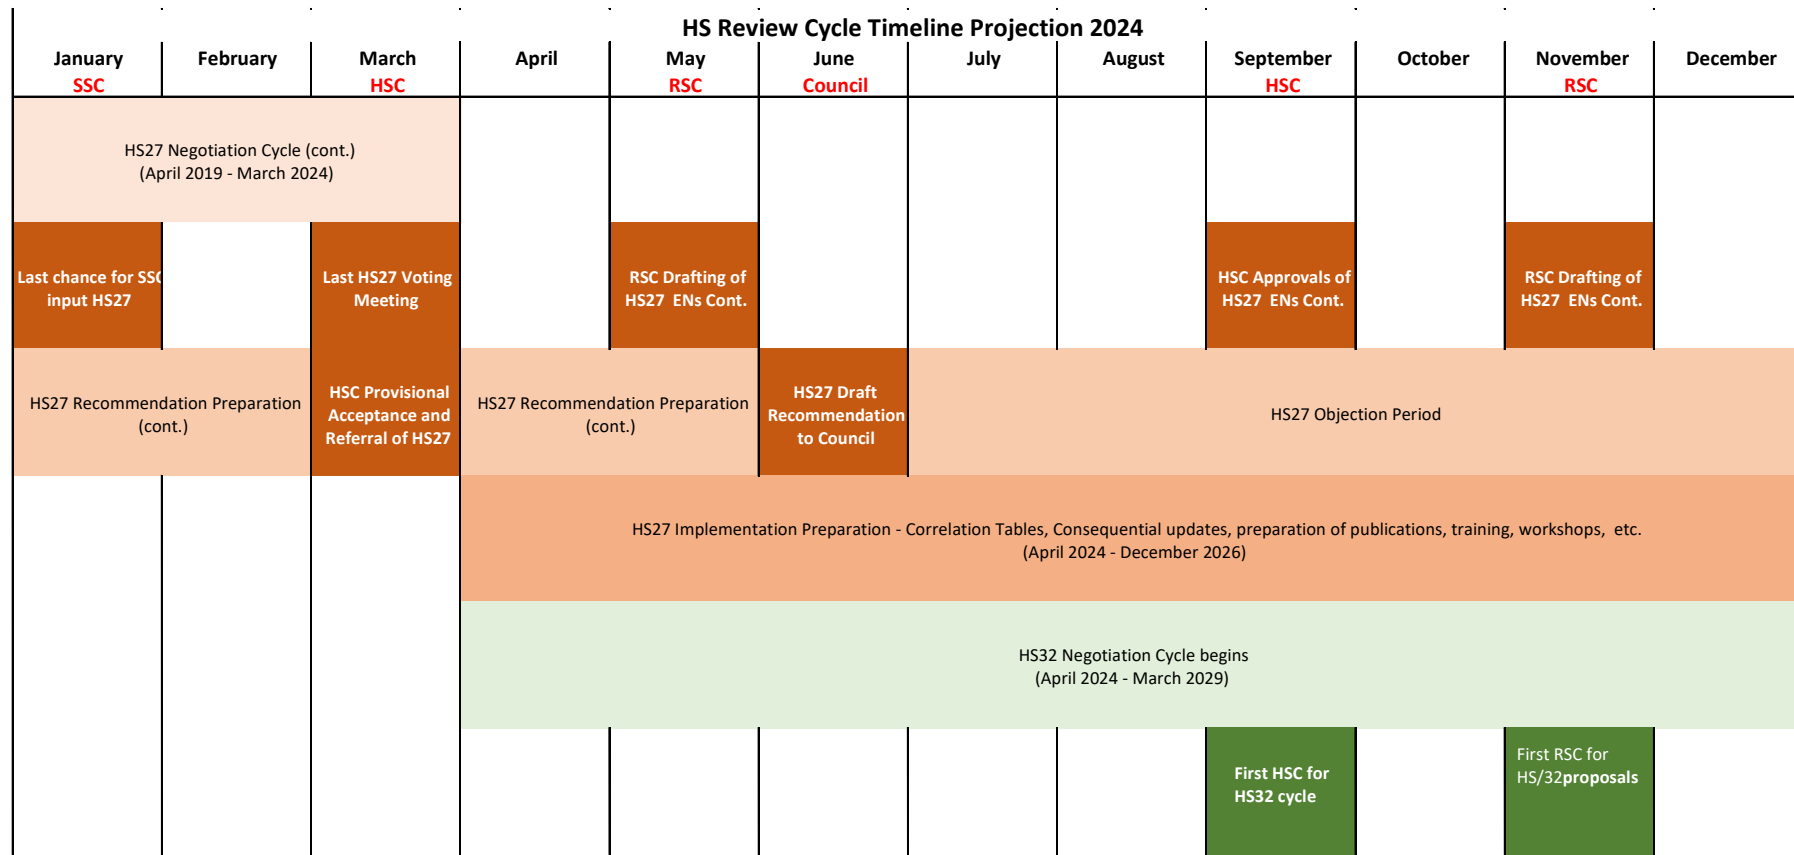 HS Review Cycle Timeline Projection 2024
January
SSC
February
March
HSC
April
May
RSC
June
Council
July
August
September
HSC
October
November
RSC
December
HS27 Negotiation Cycle (cont.)
(April 2019 - March 2024)
Last chance for SSC
input HS27
Last HS27 Voting
Meeting
RSC Drafting of
HS27 ENs Cont.
HSC Approvals of
HS27 ENs Cont.
RSC Drafting of
HS27 ENs Cont.
HS27 Recommendation Preparation
(cont.)
HSC Provisional
Acceptance and
Referral of HS27
HS27 Recommendation Preparation
(cont.)
HS27 Draft
Recommendation
to Council
HS27 Objection Period
HS27 Implementation Preparation - Correlation Tables, Consequential updates, preparation of publications, training, workshops, etc.
(April 2024 - December 2026)
HS32 Negotiation Cycle begins
(April 2024 - March 2029)
First HSC for
HS32 cycle
First RSC for
HS/32proposals